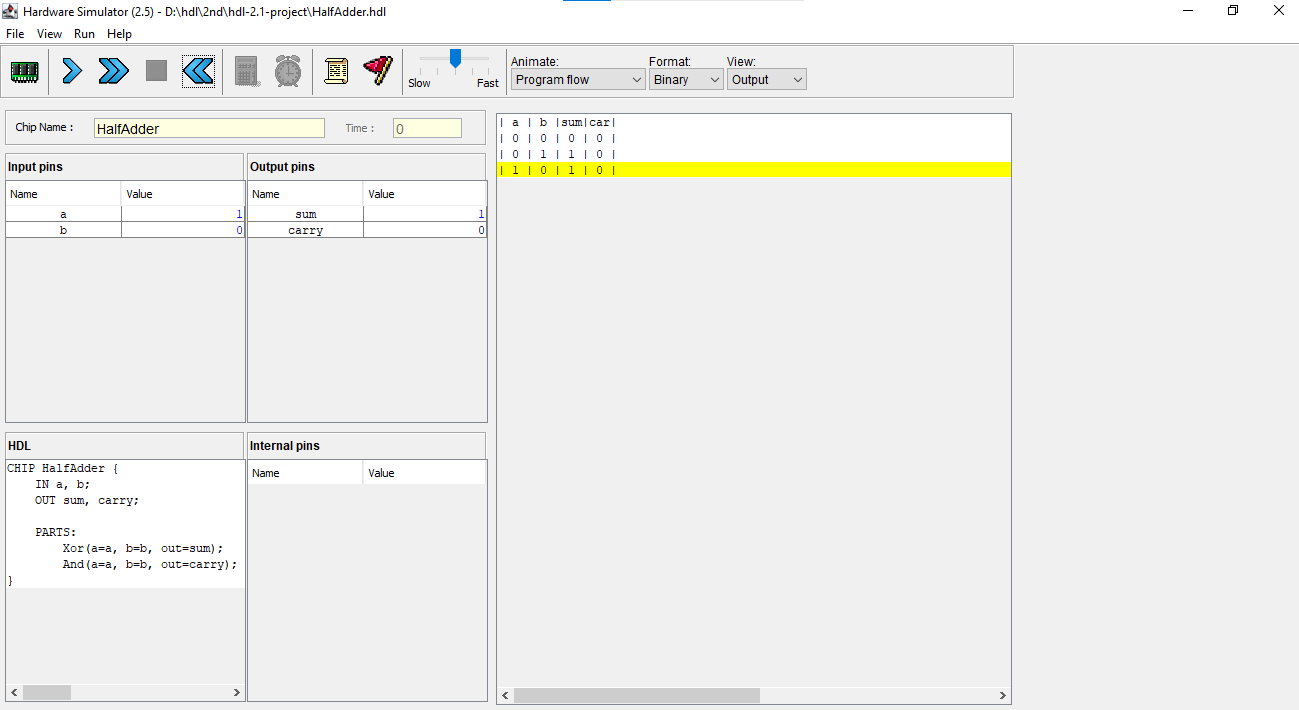 Hardware Simulator (2.5) - D:\hdl\2nd\hdl-2.1-project\HalfAdder.hdl
File View Run Help
Slow Fast
Animate: Format: View:
Program flow Binary Output
Chip Name : HalfAdder Time : 0
Input pins
Name Value
a 1
b 0
Output pins
Name Value
sum 1
carry 0
HDL
CHIP HalfAdder {
    IN a, b;
    OUT sum, carry;
    PARTS:
        Xor(a=a, b=b, out=sum);
        And(a=a, b=b, out=carry);
}
Internal pins
Name Value
| a | b |sum|car|
| 0 | 0 | 0 | 0 |
| 0 | 1 | 1 | 0 |
| 1 | 0 | 1 | 0 |